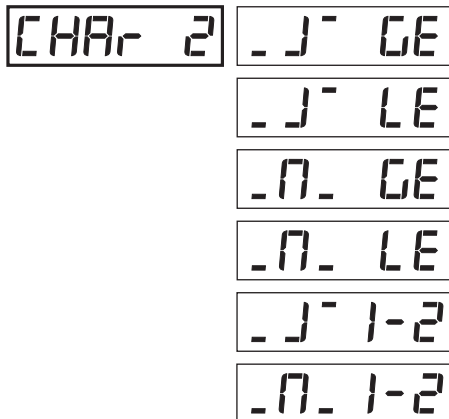 CHAr 2
_ J ¯ GE
_ J ¯ LE
_ П _ GE
_ П _ LE
_ J ¯ 1-2
_ П _ 1-2